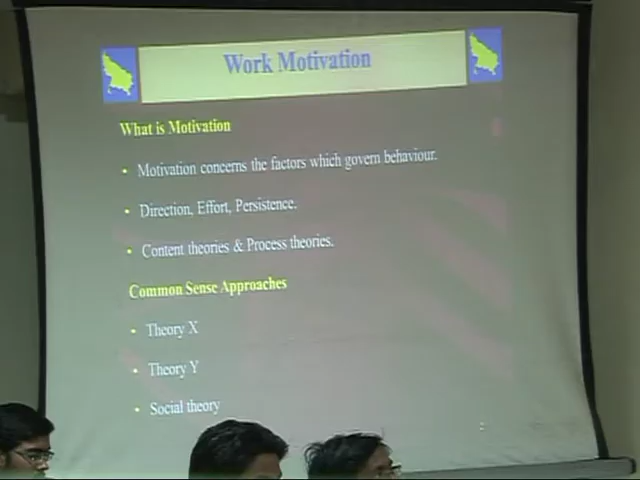 Work Motivation
What is Motivation
• Motivation concerns the factors which govern behaviour.
• Direction, Effort, Persistence.
• Content theories & Process theories.
Common Sense Approaches
• Theory X
• Theory Y
• Social theory